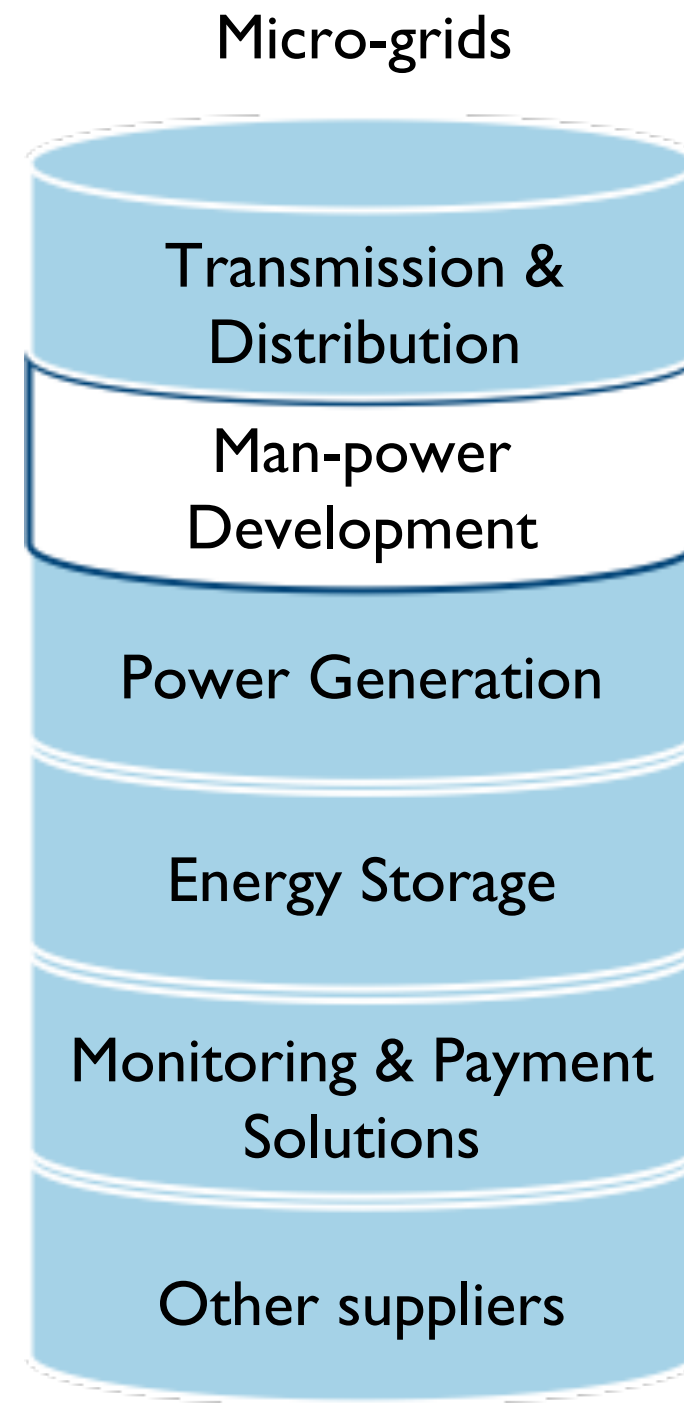 Micro-grids
Transmission &
Distribution
Man-power
Development
Power Generation
Energy Storage
Monitoring & Payment
Solutions
Other suppliers